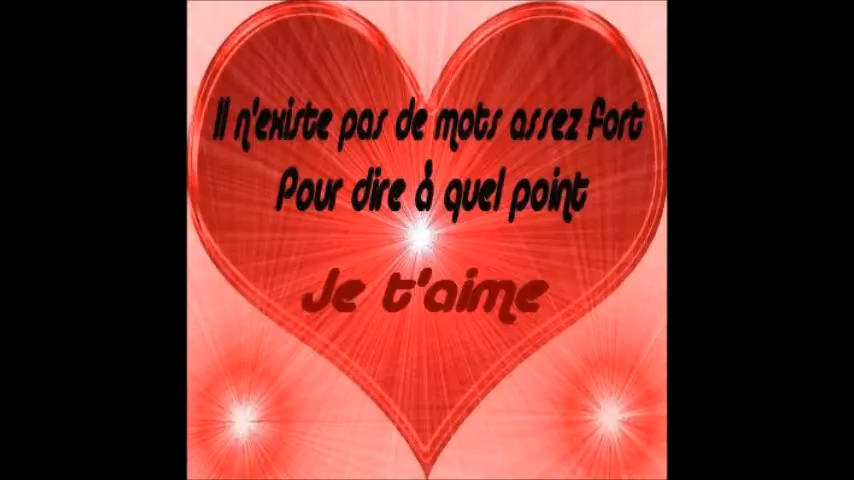 Il n'existe pas de mots assez fort
Pour dire à quel point
Je t'aime